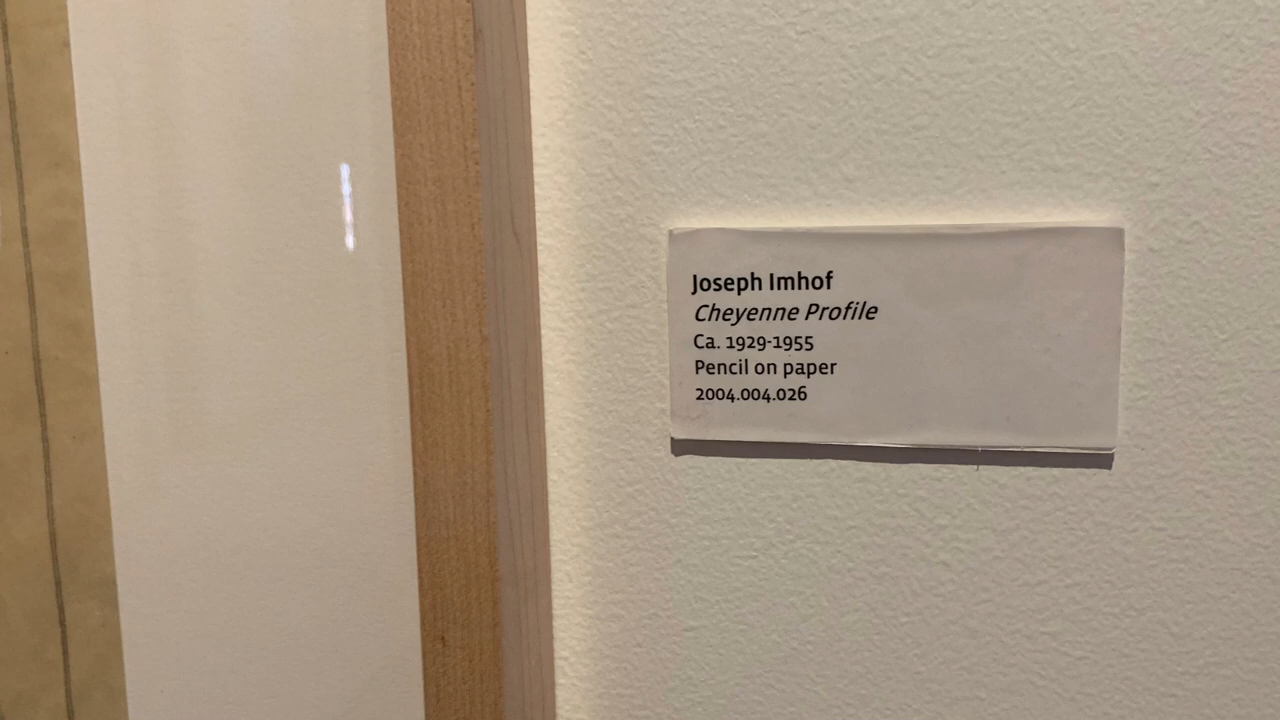 Joseph Imhof
Cheyenne Profile
Ca. 1929-1955
Pencil on paper
2004.004.026